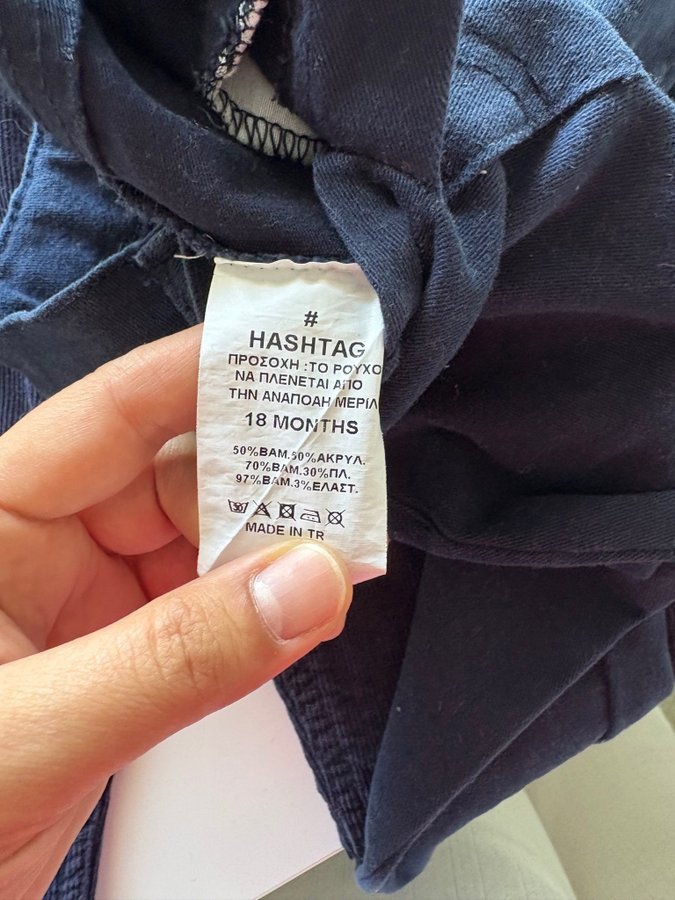 #
HASHTAG
ΠΡΟΣΟΧΗ :ΤΟ ΡΟΥΧΟ
ΝΑ ΠΛΕΝΕΤΑΙ ΑΠΟ
ΤΗΝ ΑΝΑΠΟΔΗ ΜΕΡΙΛ
18 MONTHS
50%ΒΑΜ.50%ΑΚΡΥΛ.
70%ΒΑΜ.30%ΠΛ.
97%ΒΑΜ.3%ΕΛΑΣΤ.
MADE IN TR